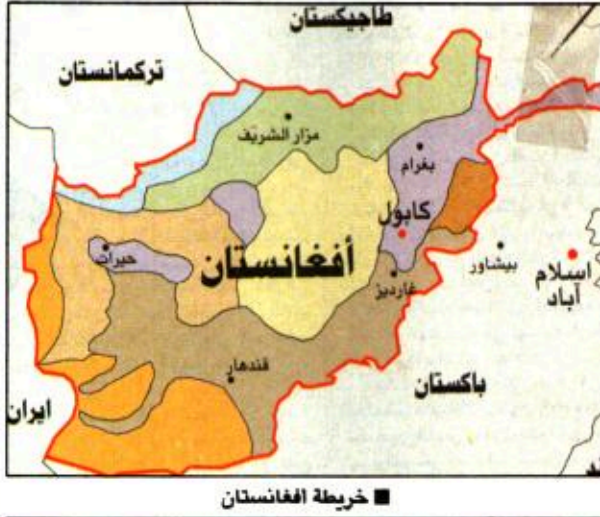 طاجيكستان
تركمانستان
مزار الشريف
بغرام
كابول
أفغانستان
حيرات
غارديز
بيشاور
اسلام
آباد
قندهار
باكستان
ايران
■ خريطة افغانستان